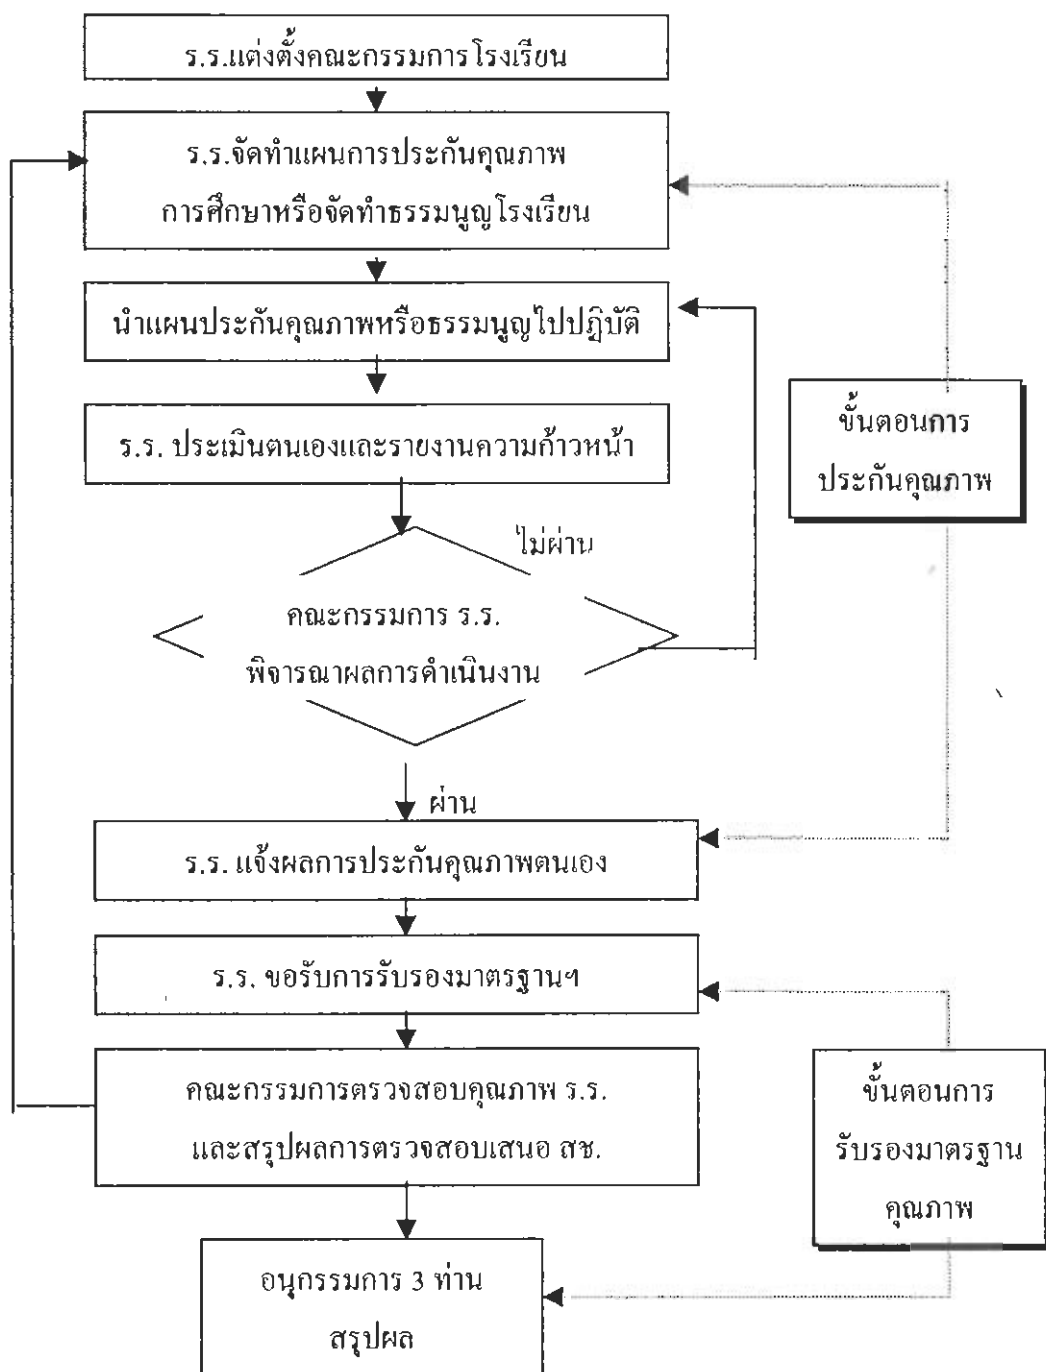 ร.ร.แต่งตั้งคณะกรรมการโรงเรียน
ร.ร.จัดทำแผนการประกันคุณภาพ
การศึกษาหรือจัดทำธรรมนูญโรงเรียน
นำแผนประกันคุณภาพหรือธรรมนูญไปปฏิบัติ
ร.ร. ประเมินตนเองและรายงานความก้าวหน้า
ขั้นตอนการ
ประกันคุณภาพ
ไม่ผ่าน
คณะกรรมการ ร.ร.
พิจารณาผลการดำเนินงาน
ผ่าน
ร.ร. แจ้งผลการประกันคุณภาพตนเอง
ร.ร. ขอรับการรับรองมาตรฐานฯ
คณะกรรมการตรวจสอบคุณภาพ ร.ร.
และสรุปผลการตรวจสอบเสนอ สช.
ขั้นตอนการ
รับรองมาตรฐาน
คุณภาพ
อนุกรรมการ 3 ท่าน
สรุปผล